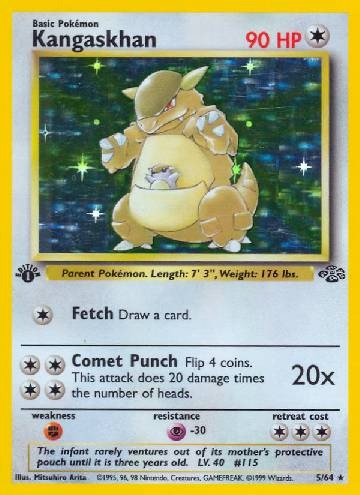 Basic Pokémon
Kangaskhan
90 HP
EDITION
1
Parent Pokémon. Length: 7' 3", Weight: 176 lbs.
Fetch Draw a card.
Comet Punch Flip 4 coins.
This attack does 20 damage times
the number of heads.
20x
weakness
resistance
retreat cost
-30
The infant rarely ventures out of its mother's protective
pouch until it is three years old. LV. 40 #115
Illus. Mitsuhiro Arita
©1995, 96, 98 Nintendo, Creatures, GAMEFREAK. ©1999 Wizards.
5/64 ★